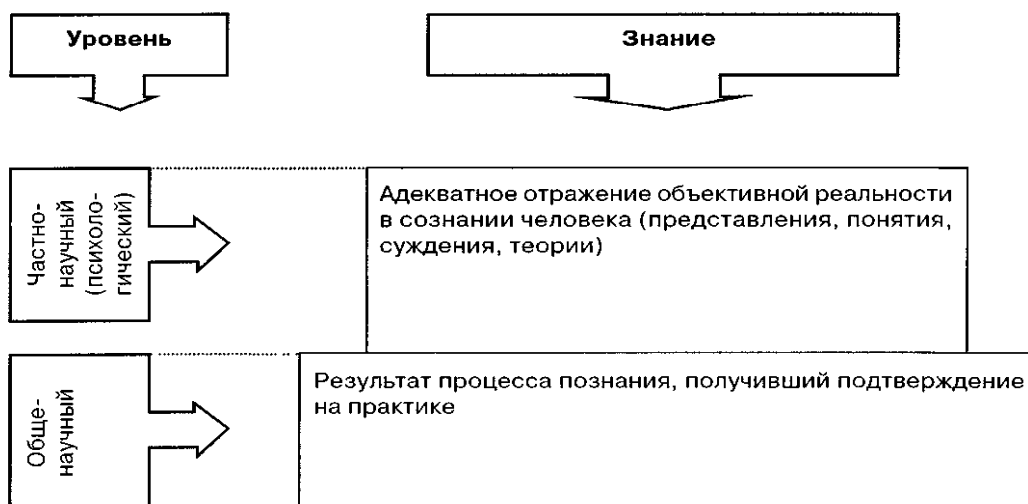 Уровень
Знание
Частно-
научный
(психоло-
гический)
Адекватное отражение объективной реальности
в сознании человека (представления, понятия,
суждения, теории)
Обще-
научный
Результат процесса познания, получивший подтверждение
на практике